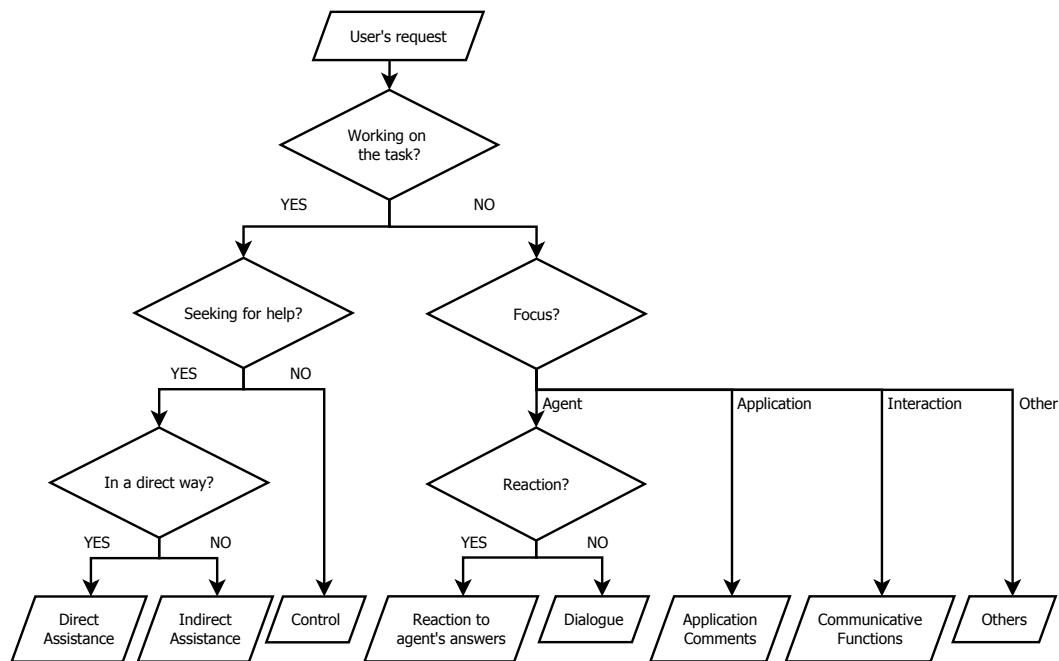 User's request
Working on
the task?
YES
NO
Seeking for help?
Focus?
YES
NO
Agent
Application
Interaction
Other
In a direct way?
Reaction?
YES
NO
YES
NO
Direct
Assistance
Indirect
Assistance
Control
Reaction to
agent's answers
Dialogue
Application
Comments
Communicative
Functions
Others